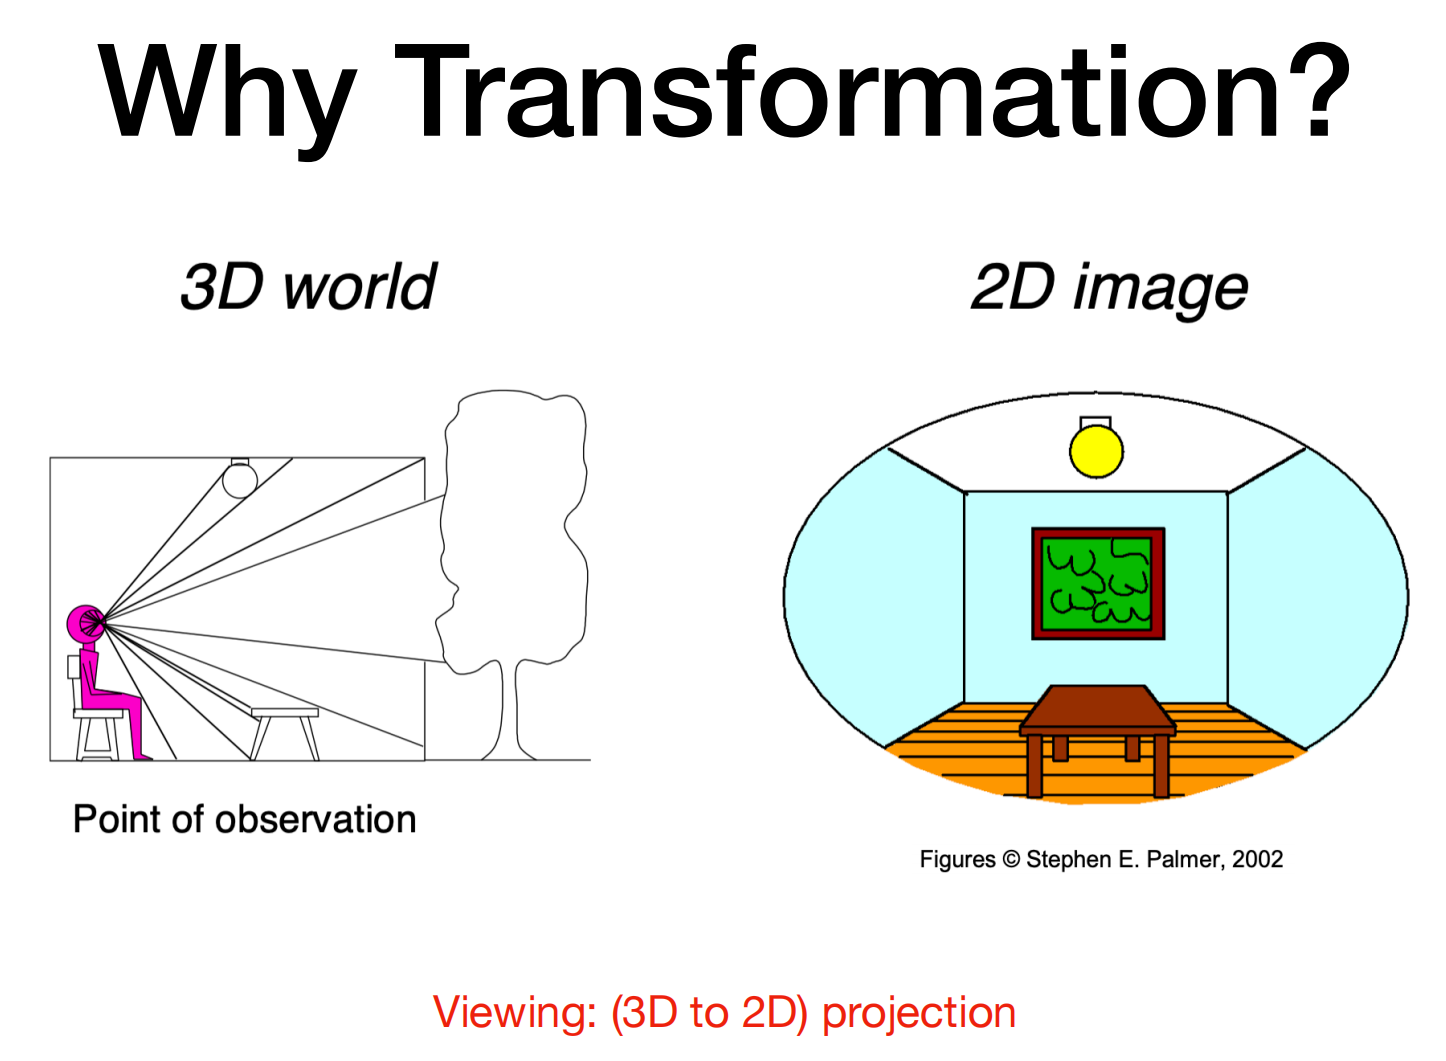 Why Transformation?
3D world
2D image
Point of observation
Figures © Stephen E. Palmer, 2002
Viewing: (3D to 2D) projection